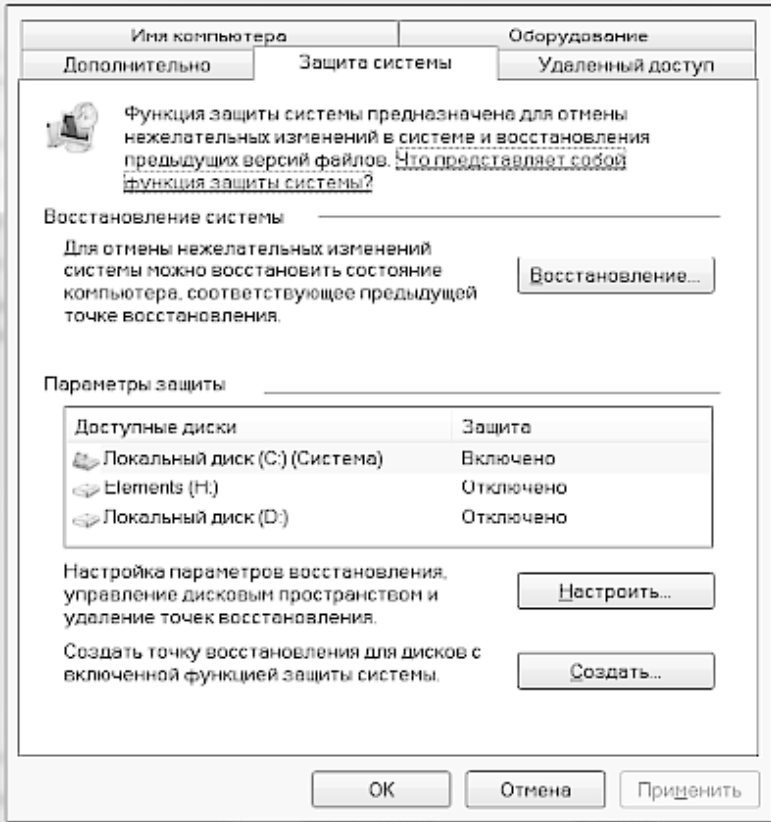 Имя компьютера
Оборудование
Дополнительно
Защита системы
Удаленный доступ
Функция защиты системы предназначена для отмены
нежелательных изменений в системе и восстановления
предыдущих версий файлов. Что представляет собой
функция защиты системы?
Восстановление системы
Для отмены нежелательных изменений
системы можно восстановить состояние
компьютера, соответствующее предыдущей
точке восстановления.
Восстановление...
Параметры защиты
Доступные диски Защита
Локальный диск (C:) (Система) Включено
Elements (H:) Отключено
Локальный диск (D:) Отключено
Настройка параметров восстановления,
управление дисковым пространством и
удаление точек восстановления.
Настроить...
Создать точку восстановления для дисков с
включенной функцией защиты системы.
Создать...
OK
Отмена
Применить